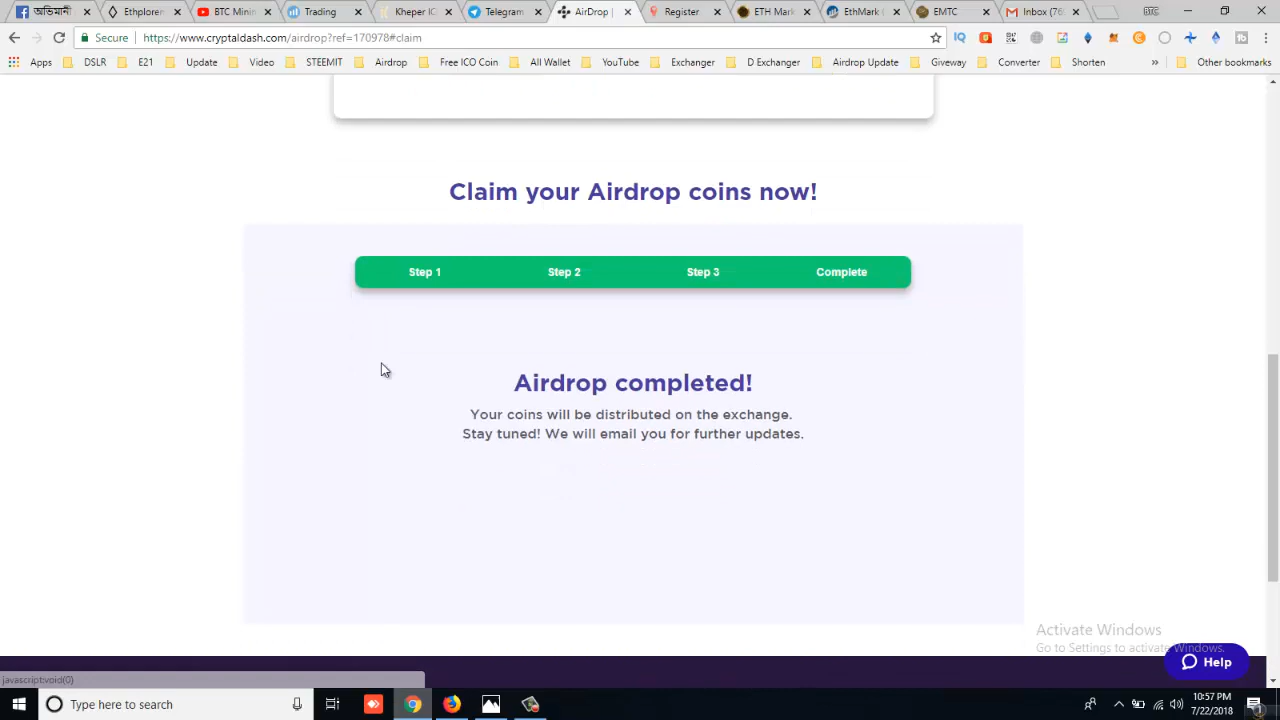 অভিমানী
Ethploren
BTC Minin
Trading
Kheper IC
Telegram
AirDrop |
Register
ETH Mark
EthMark (
EMTC
Inbox (76
Secure
https://www.cryptaldash.com/airdrop?ref=170978#claim
Apps
DSLR
E21
Update
Video
STEEMIT
Airdrop
Free ICO Coin
All Wallet
YouTube
Exchanger
D Exchanger
Airdrop Update
Giveway
Converter
Shorten
»
Other bookmarks
Claim your Airdrop coins now!
Step 1
Step 2
Step 3
Complete
Airdrop completed!
Your coins will be distributed on the exchange.
Stay tuned! We will email you for further updates.
Activate Windows
Go to Settings to activate Windows.
Help
javascript:void(0)
Type here to search
10:57 PM
7/22/2018